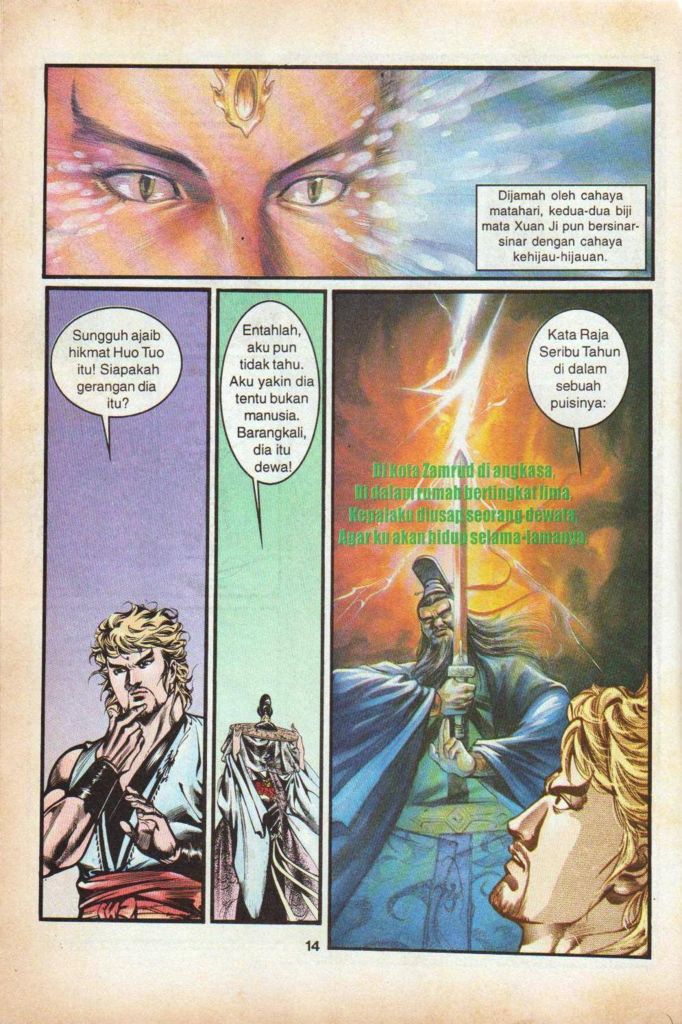 Dijamah oleh cahaya
matahari, kedua-dua biji
mata Xuan Ji pun bersinar-
sinar dengan cahaya
kehijau-hijauan.
Sungguh ajaib
hikmat Huo Tuo
itu! Siapakah
gerangan dia
itu?
Entahlah,
aku pun
tidak tahu.
Aku yakin dia
tentu bukan
manusia.
Barangkali,
dia itu
dewa!
Kata Raja
Seribu Tahun
di dalam
sebuah
puisinya:
Di kota Zamrud di angkasa,
Di dalam rumah bertingkat lima,
Kepalaku diusap seorang dewata,
Agar ku akan hidup selama-lamanya.
14